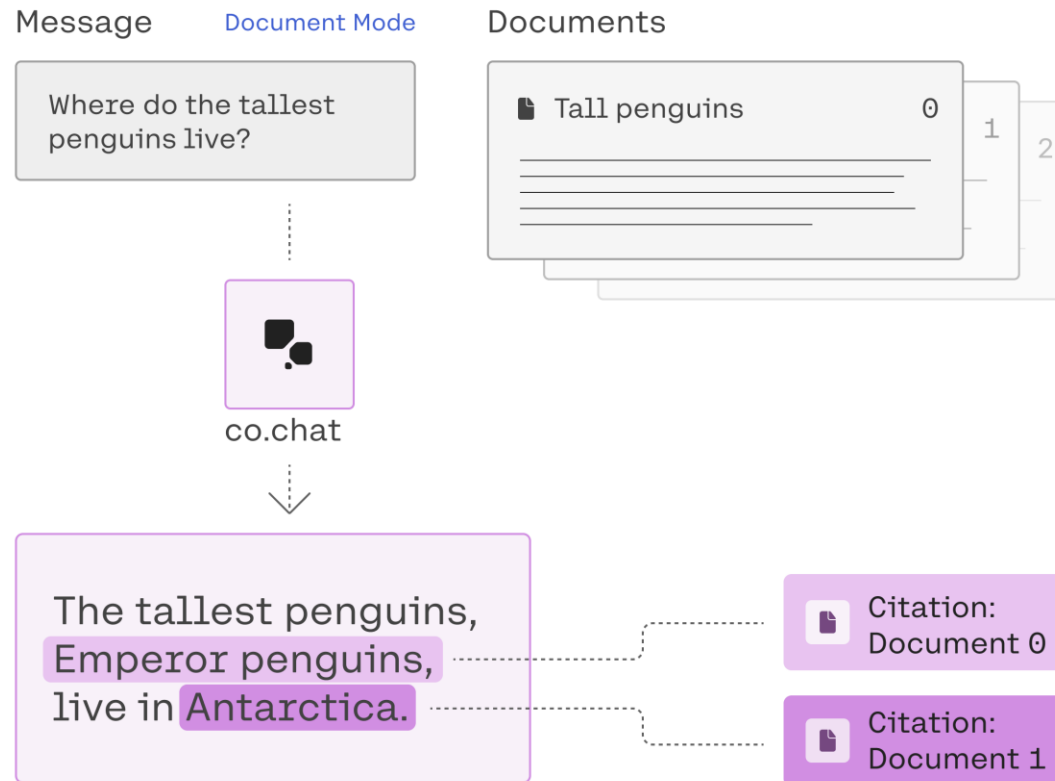 Message
Document Mode
Documents
Where do the tallest
penguins live?
Tall penguins
0
1
2
co.chat
The tallest penguins,
Emperor penguins,
live in Antarctica.
Citation:
Document 0
Citation:
Document 1